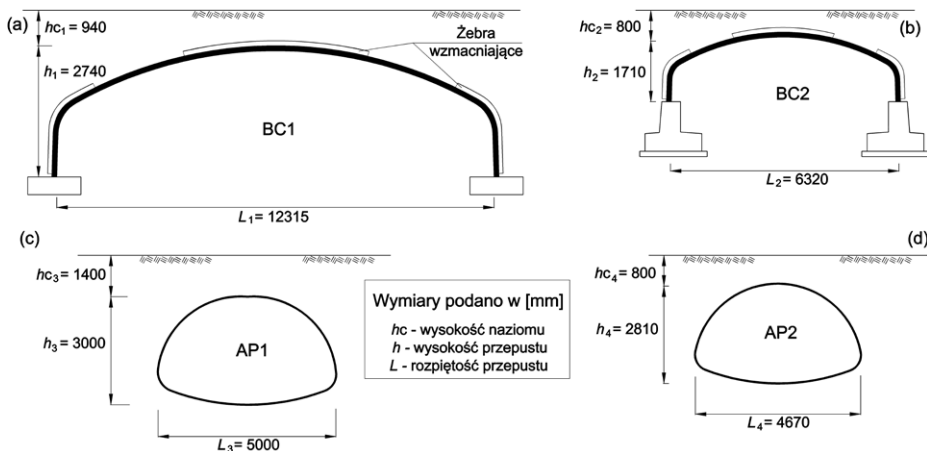 (a)
hc₁ = 940
h₁ = 2740
BC1
L₁ = 12315
Żebra
wzmacniające
(b)
hc₂ = 800
h₂ = 1710
BC2
L₂ = 6320
(c)
hc₃ = 1400
h₃ = 3000
AP1
L₃ = 5000
Wymiary podano w [mm]
hc - wysokość naziomu
h - wysokość przepustu
L - rozpiętość przepustu
(d)
hc₄ = 800
h₄ = 2810
AP2
L₄ = 4670